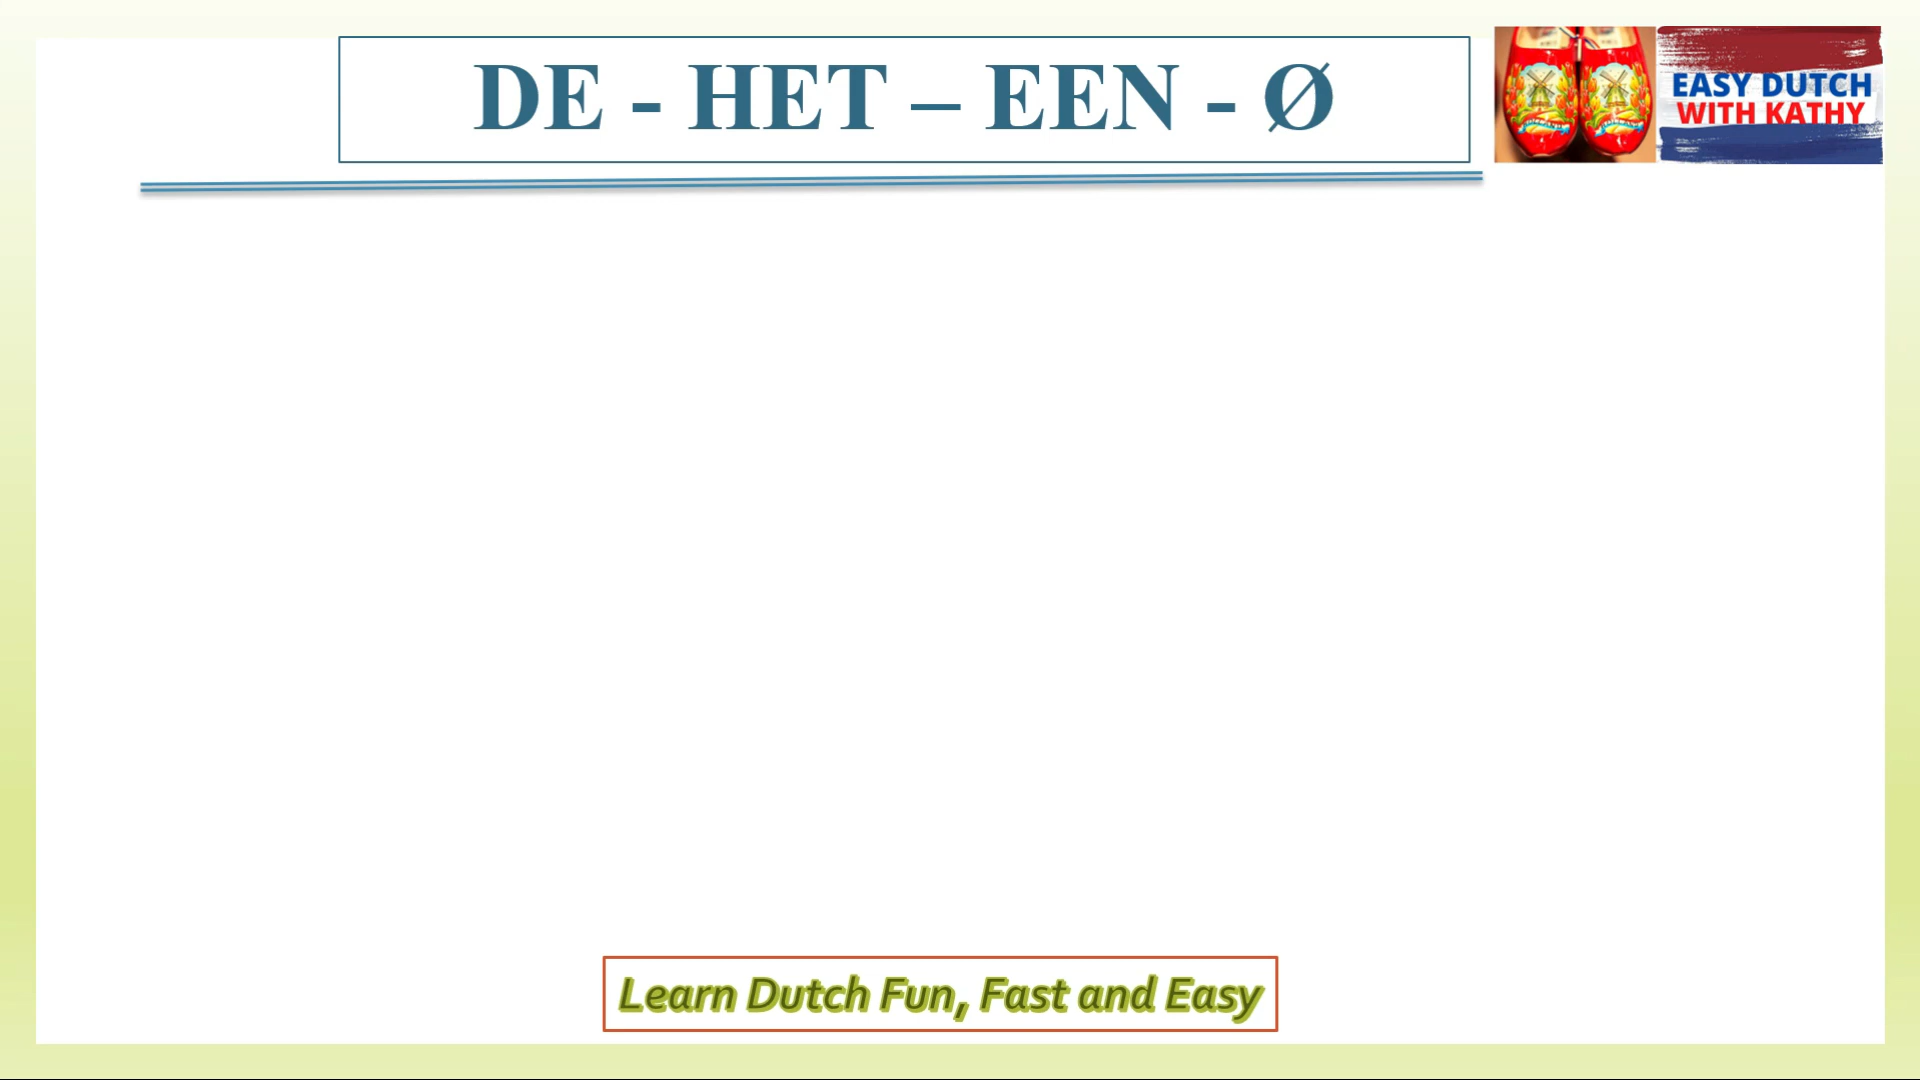 DE - HET – EEN - Ø
EASY DUTCH
WITH KATHY
Learn Dutch Fun, Fast and Easy